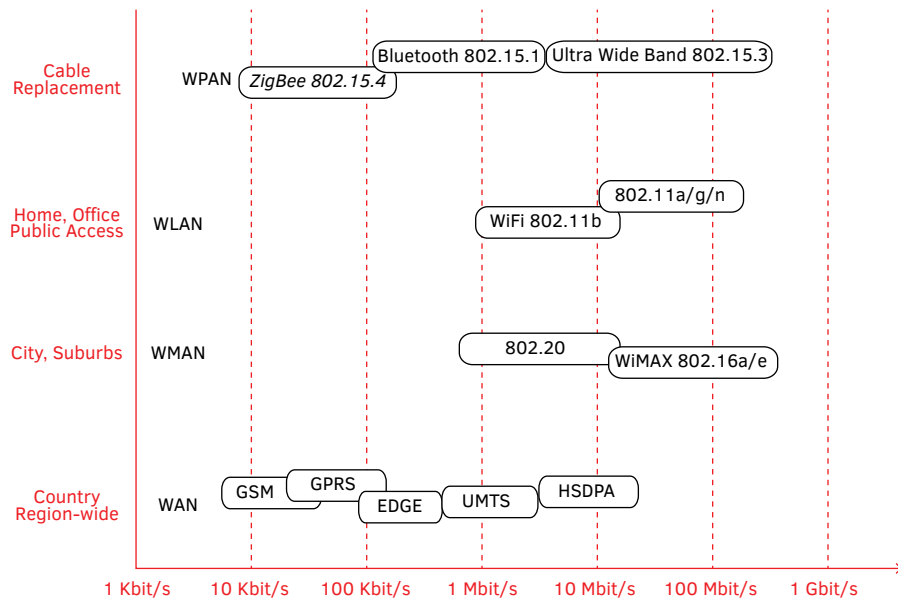 Cable
Replacement
WPAN
ZigBee 802.15.4
Bluetooth 802.15.1
Ultra Wide Band 802.15.3
Home, Office
Public Access
WLAN
WiFi 802.11b
802.11a/g/n
City, Suburbs
WMAN
802.20
WiMAX 802.16a/e
Country
Region-wide
WAN
GSM
GPRS
EDGE
UMTS
HSDPA
1 Kbit/s
10 Kbit/s
100 Kbit/s
1 Mbit/s
10 Mbit/s
100 Mbit/s
1 Gbit/s